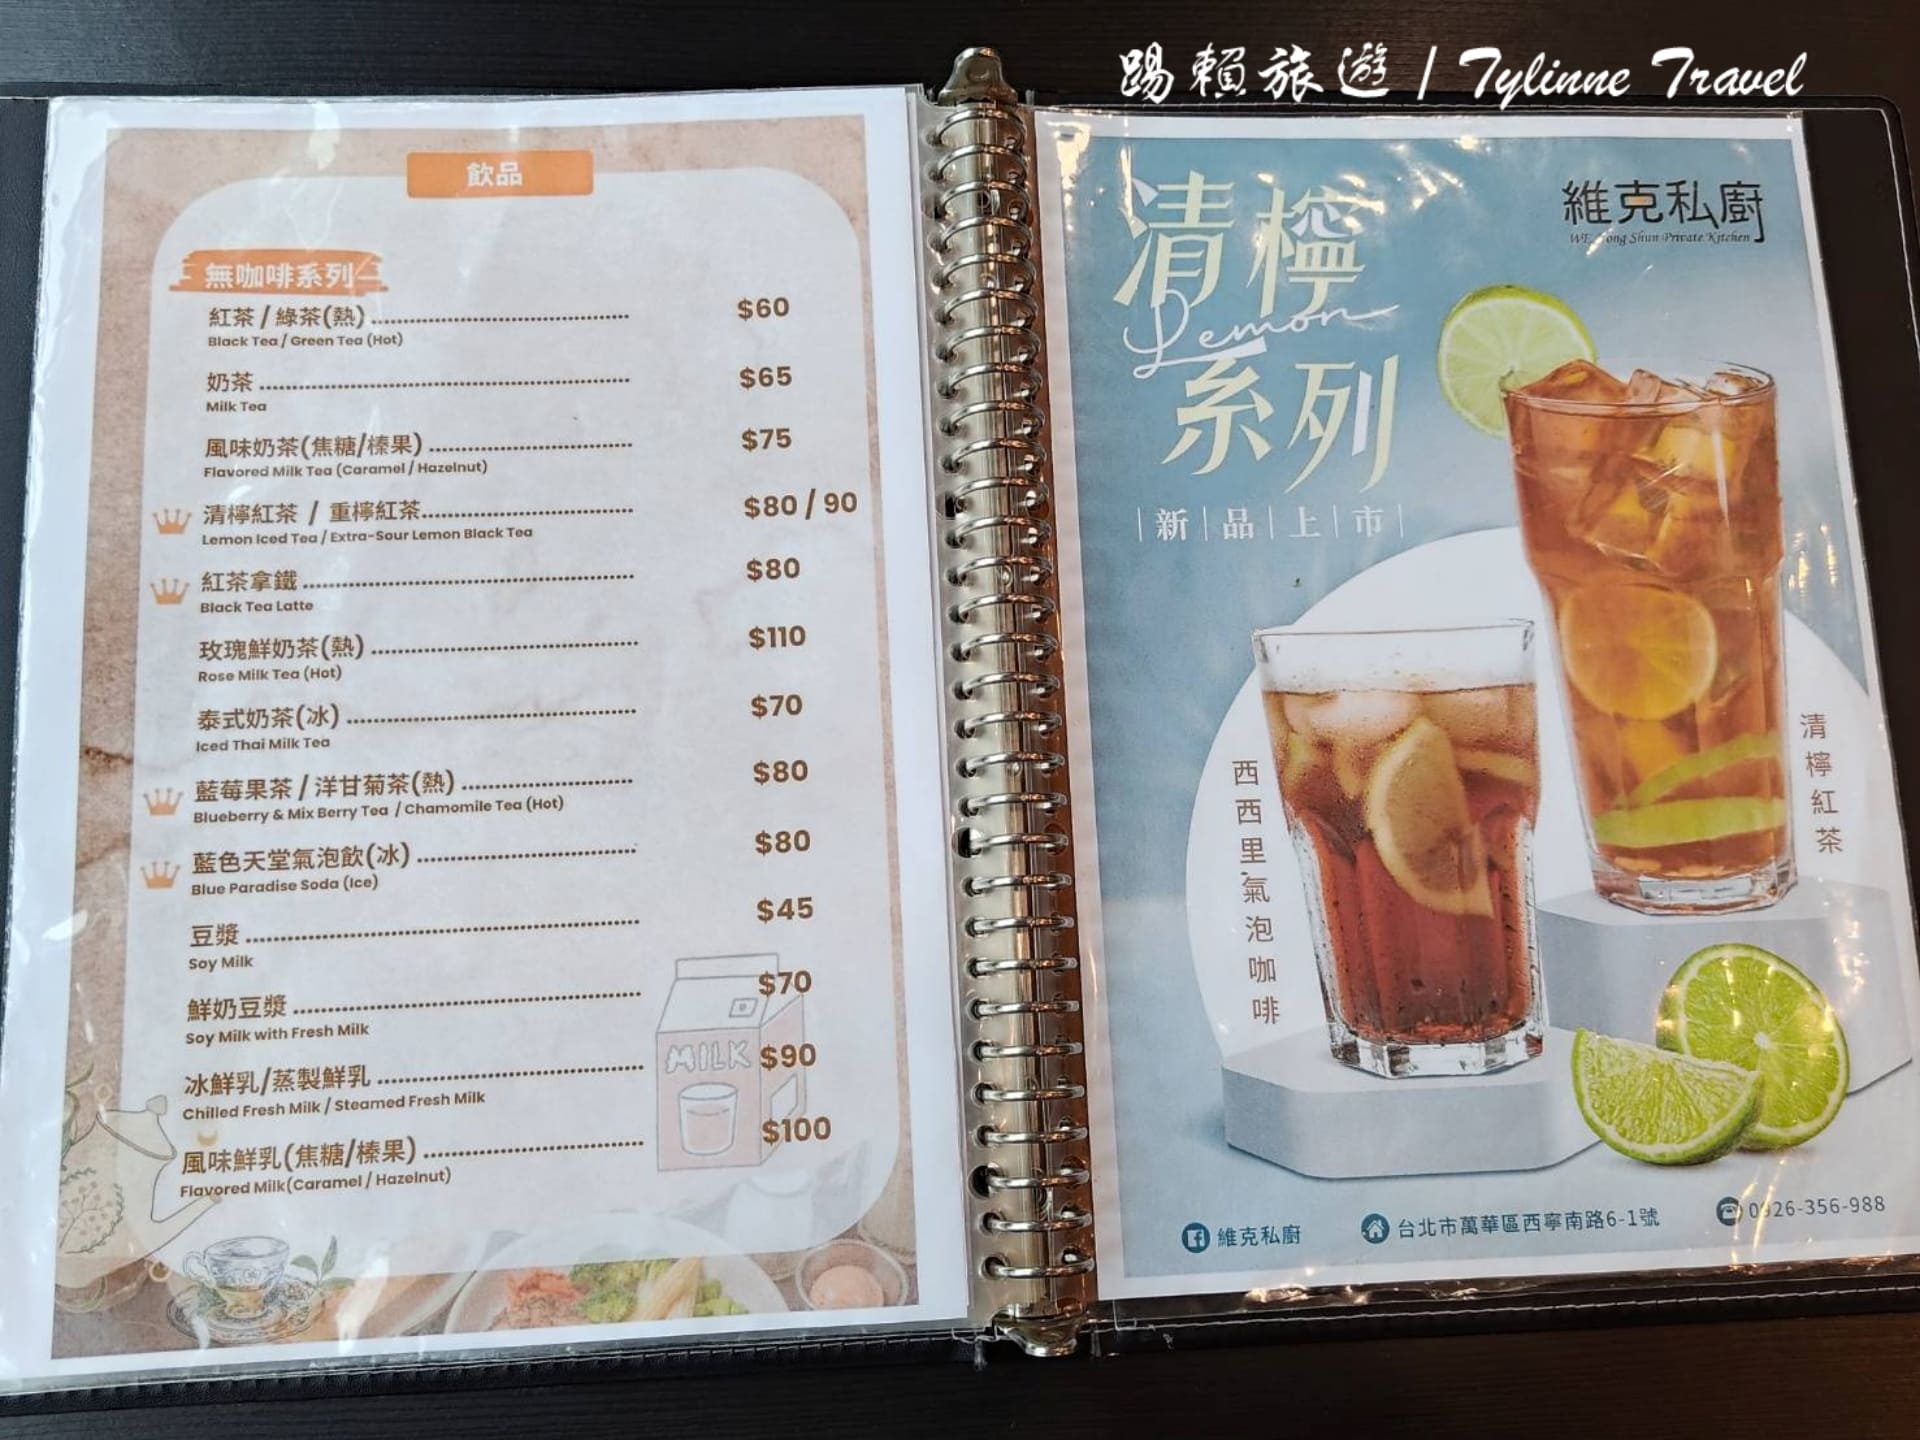 踢賴旅遊 / Tylinne Travel
飲品
無咖啡系列
紅茶 / 綠茶(熱) $60
Black Tea / Green Tea (Hot)
奶茶 $65
Milk Tea
風味奶茶(焦糖/榛果) $75
Flavored Milk Tea (Caramel / Hazelnut)
清檸紅茶 / 重檸紅茶 $80 / 90
Lemon Iced Tea / Extra-Sour Lemon Black Tea
紅茶拿鐵 $80
Black Tea Latte
玫瑰鮮奶茶(熱) $110
Rose Milk Tea (Hot)
泰式奶茶(冰) $70
Iced Thai Milk Tea
藍莓果茶 / 洋甘菊茶(熱) $80
Blueberry & Mix Berry Tea / Chamomile Tea (Hot)
藍色天堂氣泡飲(冰) $80
Blue Paradise Soda (Ice)
豆漿 $45
Soy Milk
鮮奶豆漿 $70
Soy Milk with Fresh Milk
冰鮮乳/蒸製鮮乳 $90
Chilled Fresh Milk / Steamed Fresh Milk
風味鮮乳(焦糖/榛果) $100
Flavored Milk(Caramel / Hazelnut)
MILK
清檸
Lemon
系列
|新|品|上|市|
維克私廚
Shun Private Kitchen
西西里氣泡咖啡
清檸紅茶
維克私廚
台北市萬華區西寧南路6-1號
0926-356-988